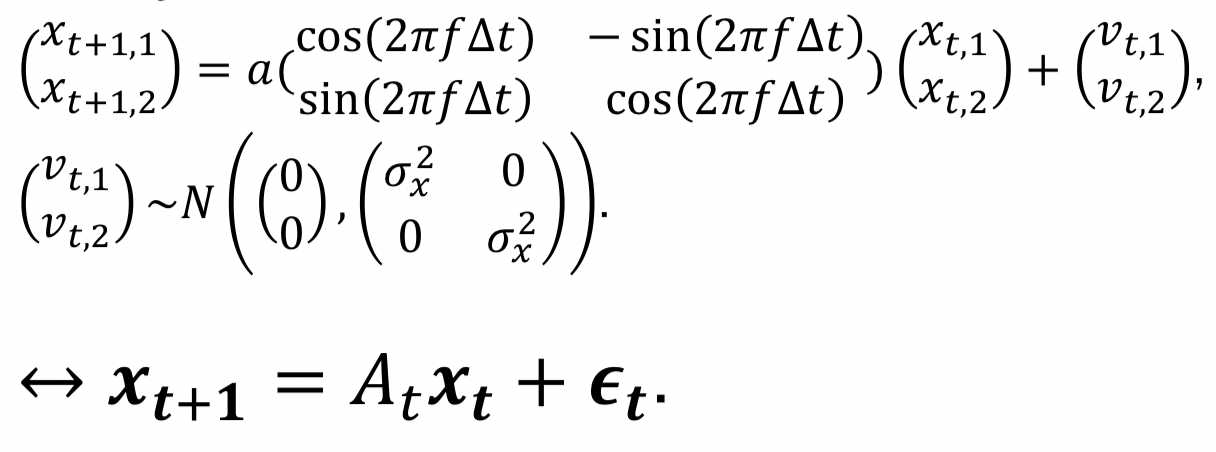 (x_{t+1,1} x_{t+1,2}) = a(cos(2πfΔt) − sin(2πfΔt) sin(2πfΔt) cos(2πfΔt)) (x_{t,1} x_{t,2}) + (v_{t,1} v_{t,2}),
(v_{t,1} v_{t,2}) ~N ((0 0), (σ_x^2 0 0 σ_x^2)).
↔ x_{t+1} = A_t x_t + ϵ_t.